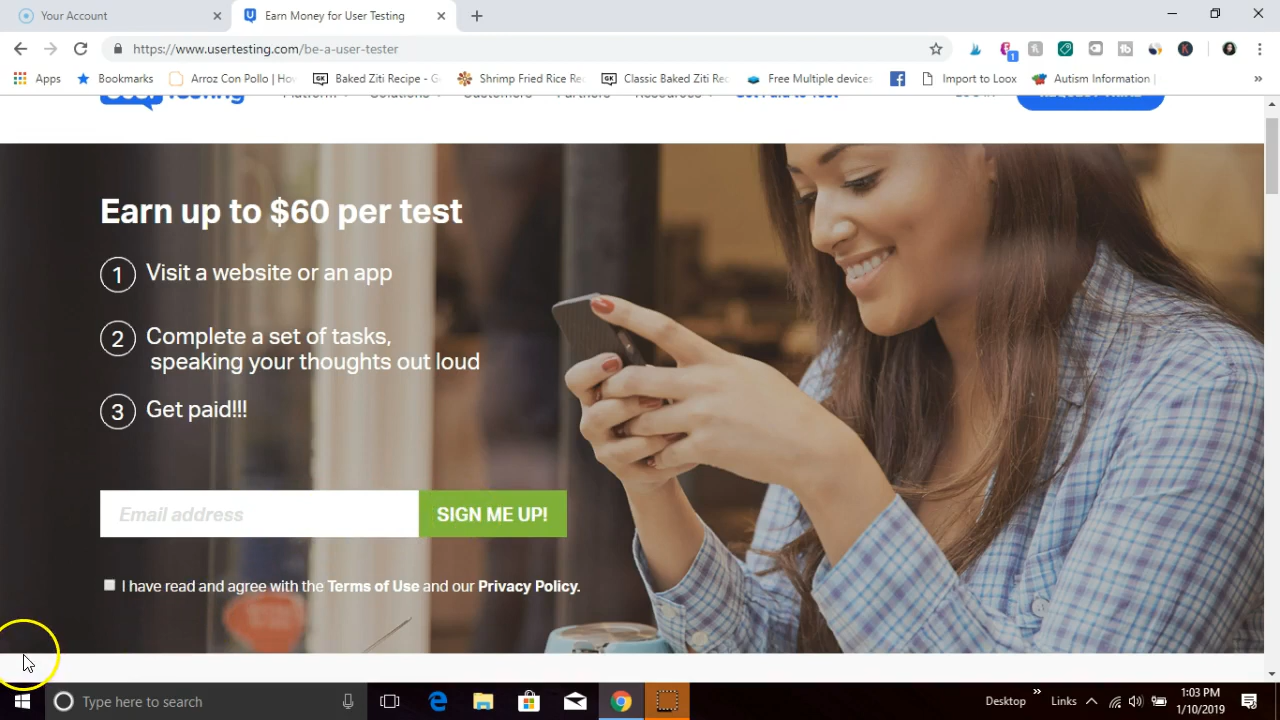 Your Account
Earn Money for User Testing
https://www.usertesting.com/be-a-user-tester
1
Apps
Bookmarks
Arroz Con Pollo | Ho
GK
Baked Ziti Recipe - G
Shrimp Fried Rice Re
GK
Classic Baked Ziti Rec
Free Multiple devices
Import to Loox
Autism Information |
Earn up to $60 per test
1 Visit a website or an app
2 Complete a set of tasks,
speaking your thoughts out loud
3 Get paid!!!
Email address
SIGN ME UP!
I have read and agree with the Terms of Use and our Privacy Policy.
Type here to search
Desktop
Links
1:03 PM
1/10/2019